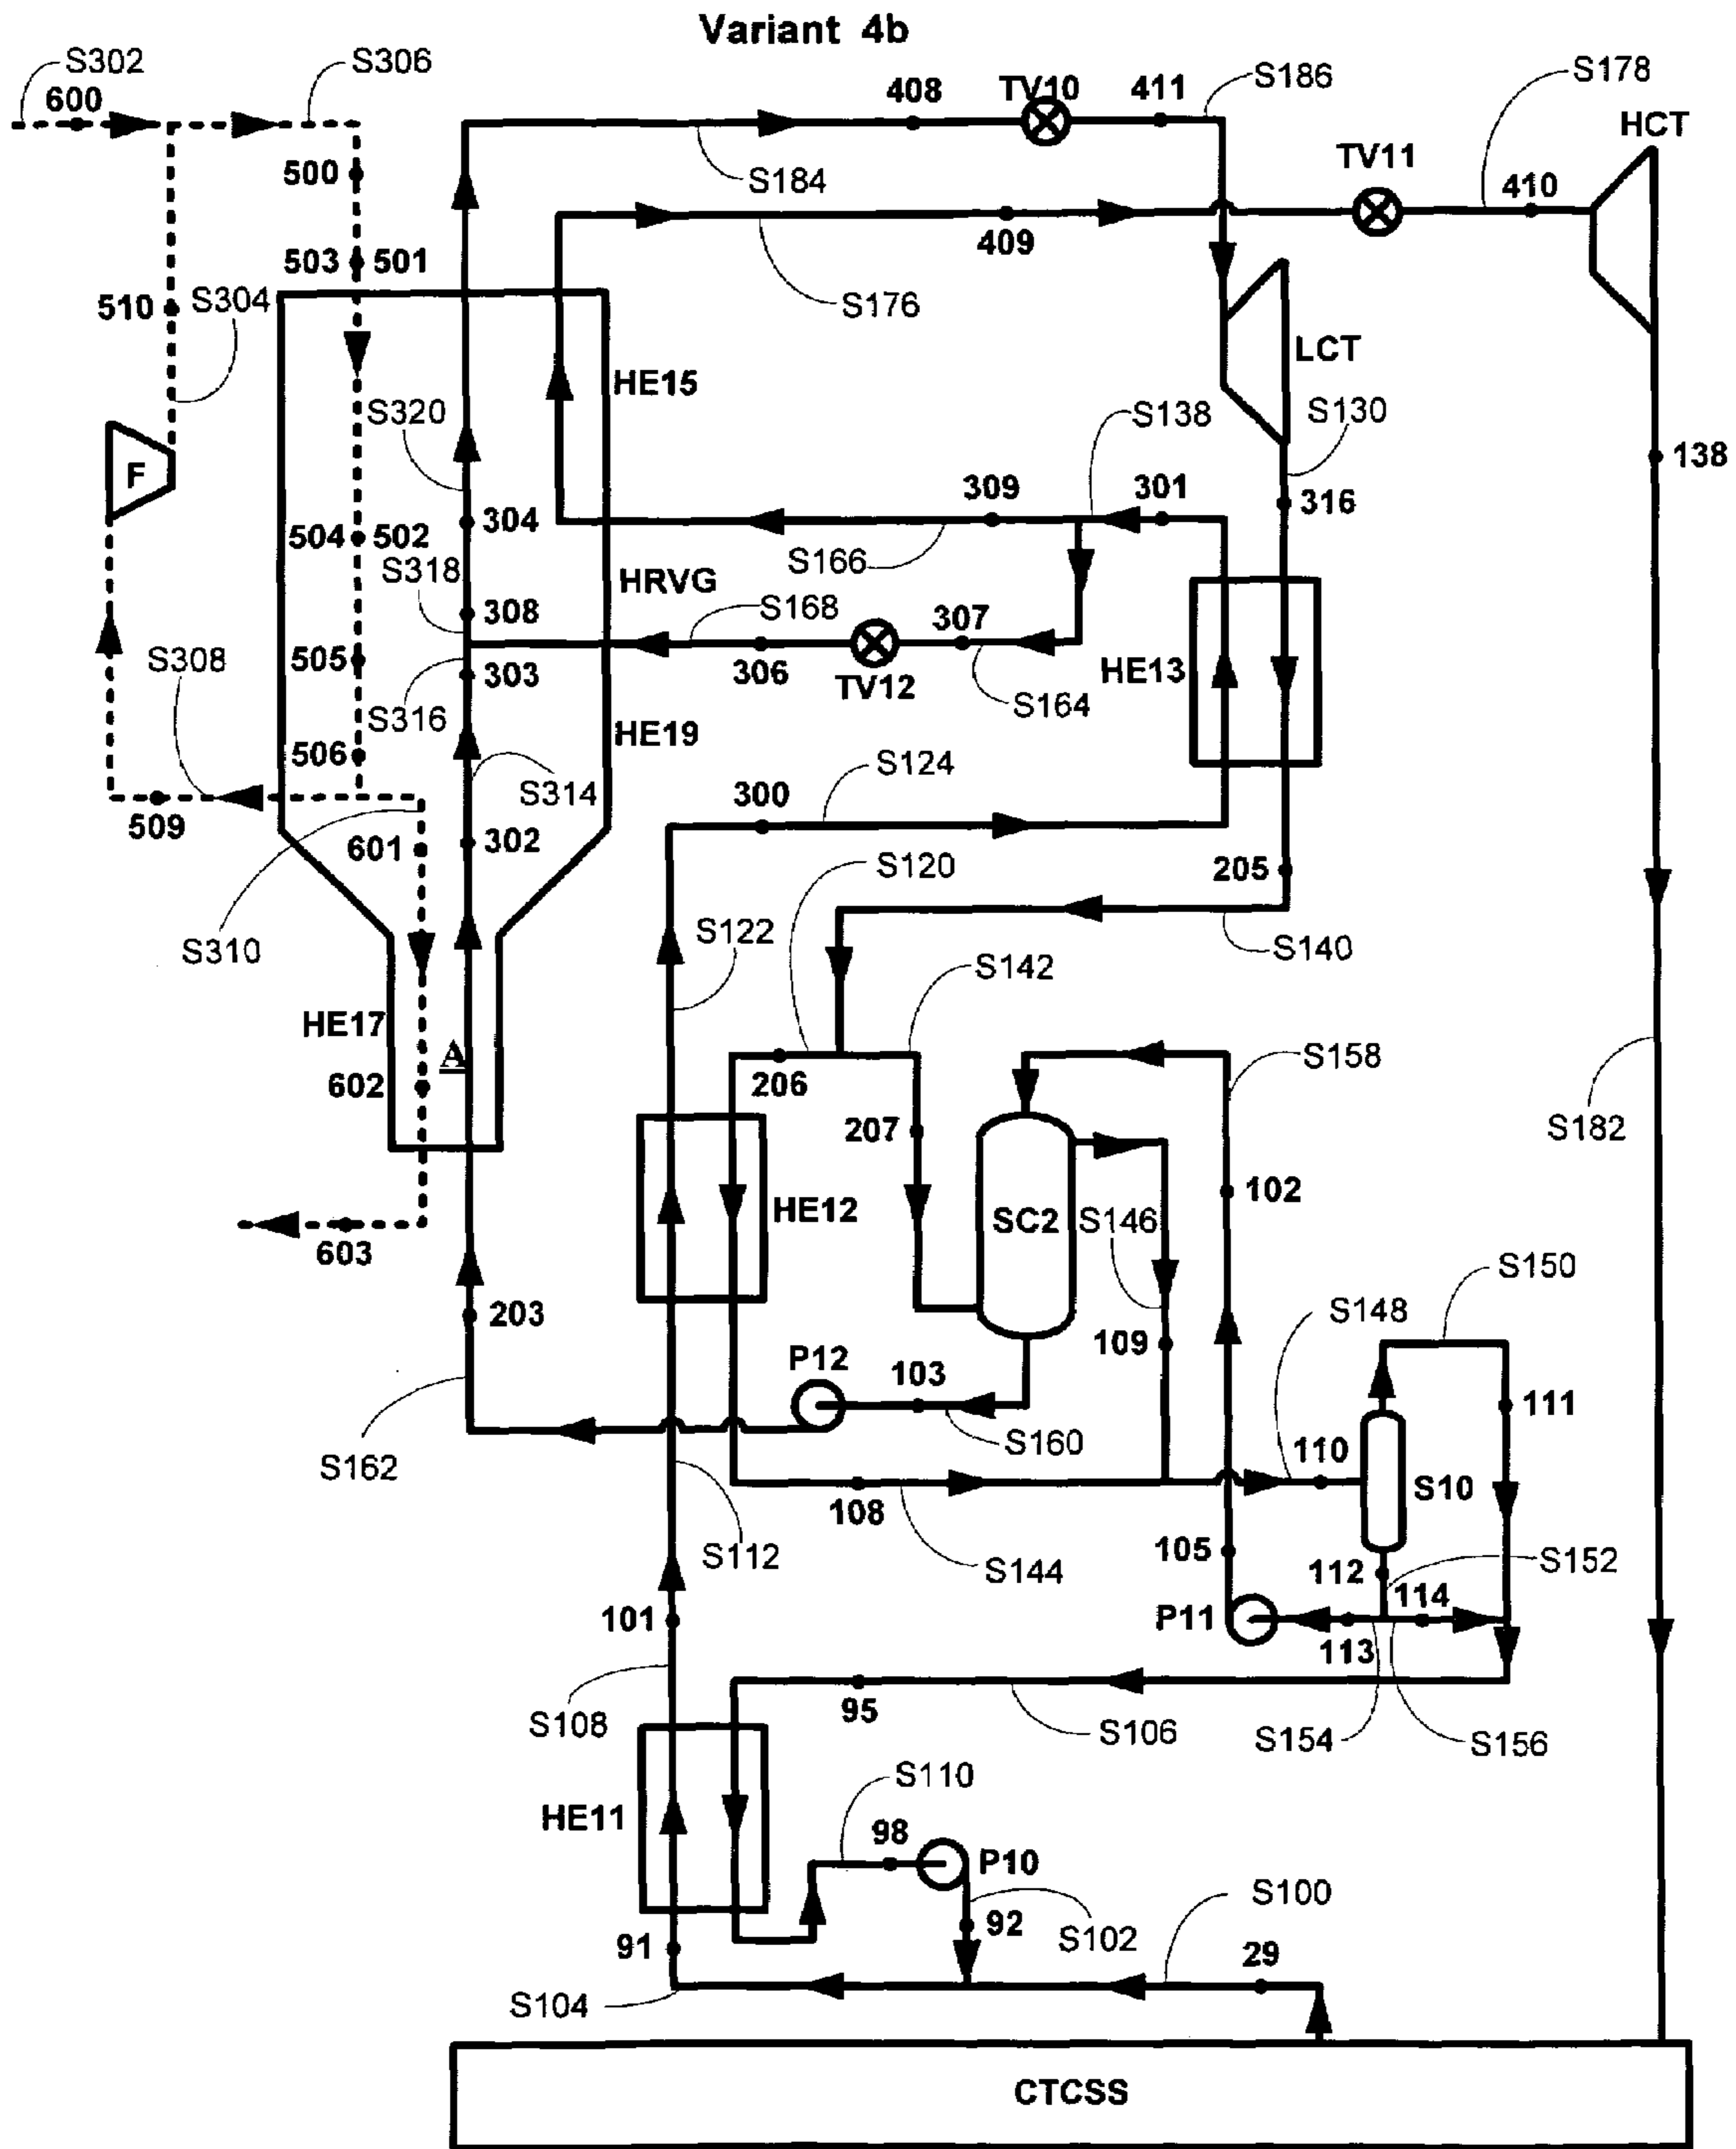 Variant 4b
S302
S306
S186
S178
600
408
TV10
411
HCT
TV11
500
S184
410
503
501
409
510
S304
S176
LCT
HE15
S320
S138
S130
F
138
309
301
304
316
504
502
S318
S166
HRVG
308
S168
505
307
S308
303
HE13
306
TV12
S316
S164
HE19
506
S124
S314
300
509
302
601
S120
205
S122
S310
S140
S142
HE17
A
S158
602
206
207
S182
102
HE12
SC2
S146
603
S150
203
S148
109
P12
103
111
S160
110
S162
S10
108
105
S112
S144
112
S152
114
101
P11
113
95
S108
S106
S154
S156
S110
HE11
98
P10
S100
92
S102
91
29
S104
CTCSS